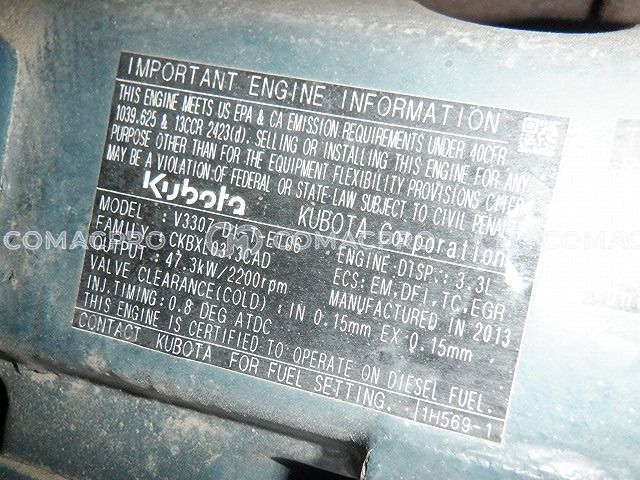 IMPORTANT ENGINE INFORMATION
THIS ENGINE MEETS US EPA & CA EMISSION REQUIREMENTS UNDER 40CFR
1039.625 & 13CCR 2423(d). SELLING OR INSTALLING THIS ENGINE FOR ANY
PURPOSE OTHER THAN FOR THE EQUIPMENT FLEXIBILITY PROVISIONS CITED
MAY BE A VIOLATION OF FEDERAL OR STATE LAW SUBJECT TO CIVIL
Kubota KUBOTA Corporation
MODEL : ENGINE DISP.: 3.3L
FAMILY: CKBXL03.3CAD ECS: EM,DFI,TC,EGR
OUTPUT : 47.3kW/2200rpm MANUFACTURED IN 2013
VALVE CLEARANCE(COLD):IN 0.15mm EX 0.15mm
INJ.TIMING: 0.8 DEG ATDC
THIS ENGINE IS CERTIFIED TO OPERATE ON DIESEL FUEL.
CONTACT KUBOTA FOR FUEL SETTING. 1H569-1